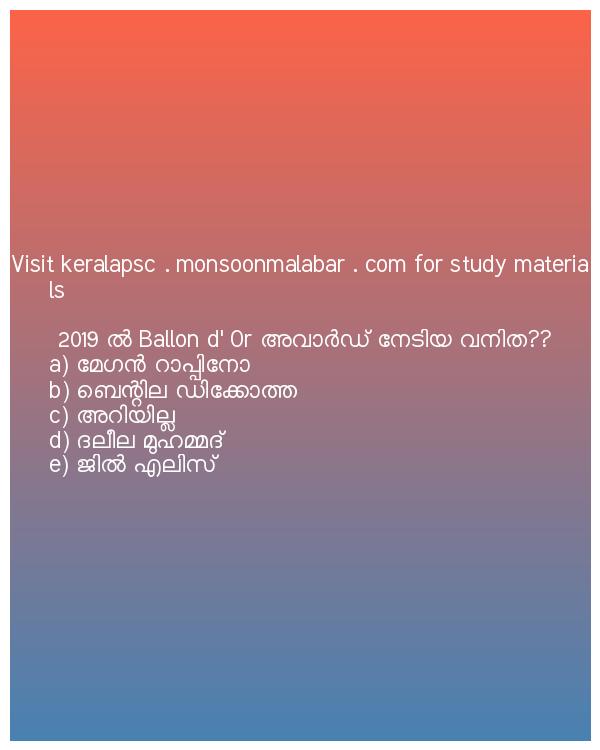 Visit keralapsc . monsoonmalabar . com for study materia
ls
2019 ൽ Ballon d' Or അവാർഡ് നേടിയ വനിത??
a) മേഗൻ റാപ്പിനോ
b) ബെന്റില ഡിക്കോത്ത
c) അറിയില്ല
d) ദലീല മുഹമ്മദ്
e) ജിൽ എലിസ്